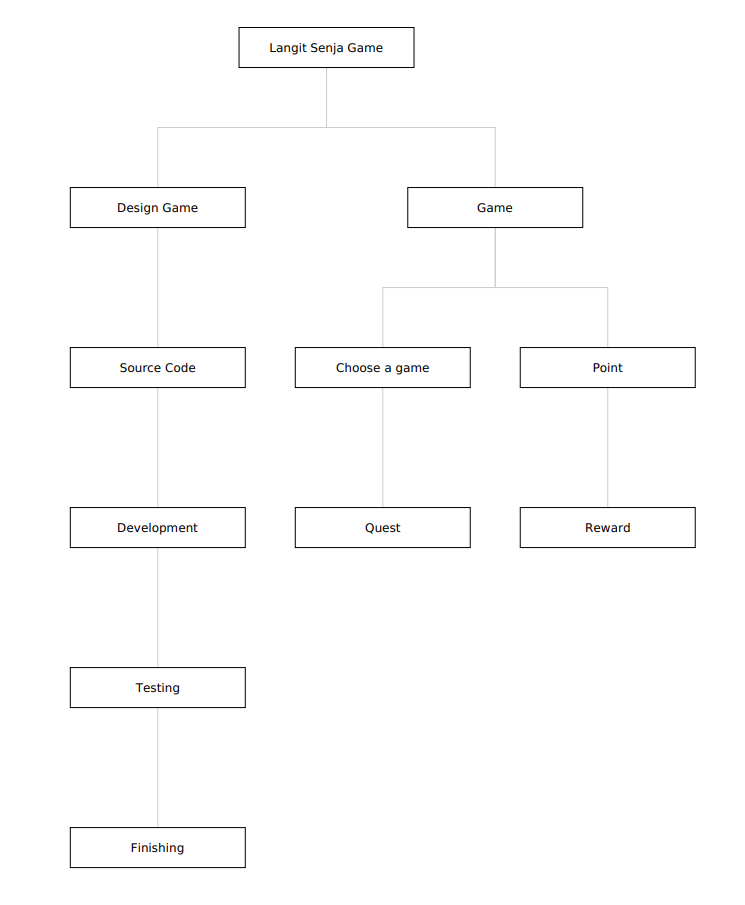 Langit Senja Game
Design Game
Game
Source Code
Choose a game
Point
Development
Quest
Reward
Testing
Finishing